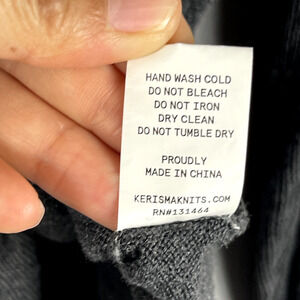 HAND WASH COLD
DO NOT BLEACH
DO NOT IRON
DRY CLEAN
DO NOT TUMBLE DRY
PROUDLY
MADE IN CHINA
KERISMAKNITS.COM
RN#131464